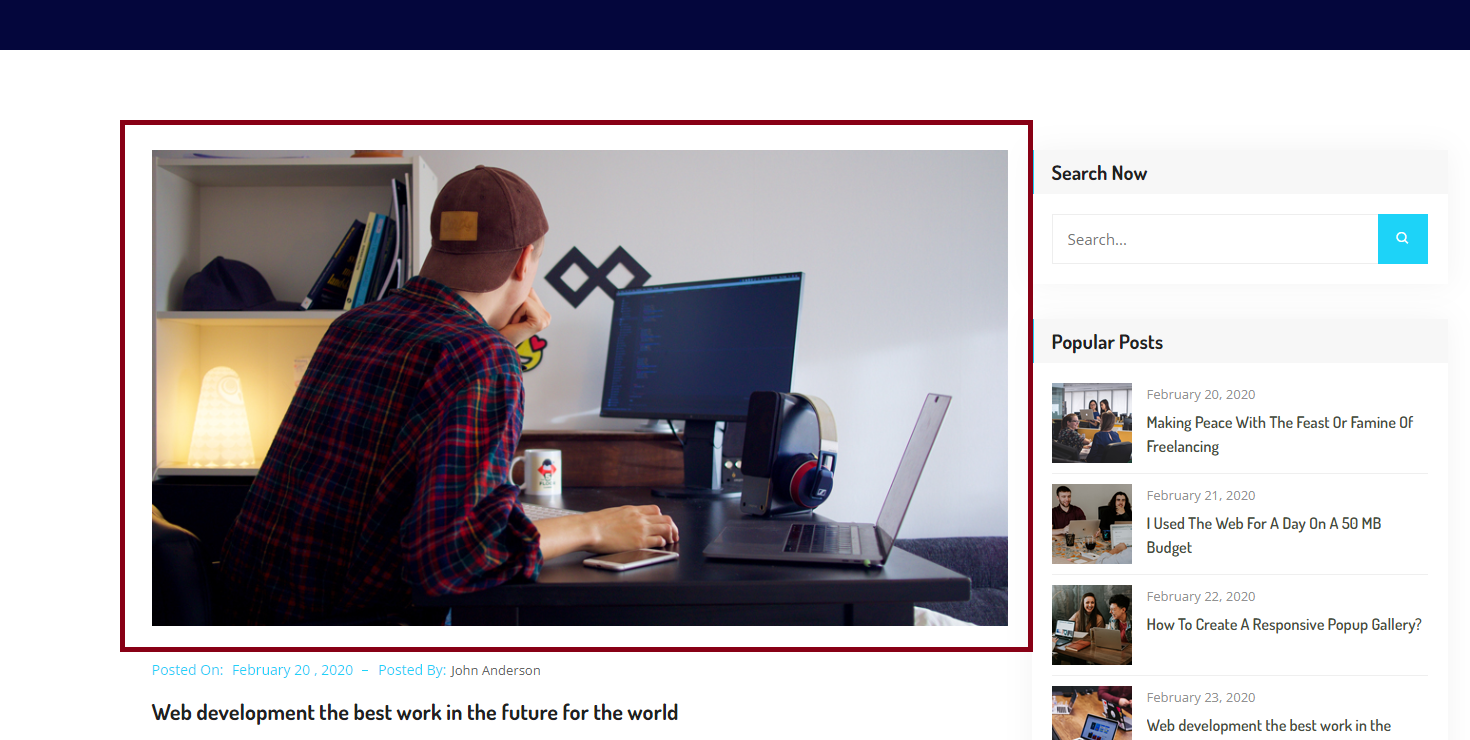 Search Now
Search...
Popular Posts
February 20, 2020
Making Peace With The Feast Or Famine Of
Freelancing
February 21, 2020
I Used The Web For A Day On A 50 MB
Budget
February 22, 2020
How To Create A Responsive Popup Gallery?
February 23, 2020
Web development the best work in the
Posted On: February 20 , 2020 – Posted By: John Anderson
Web development the best work in the future for the world